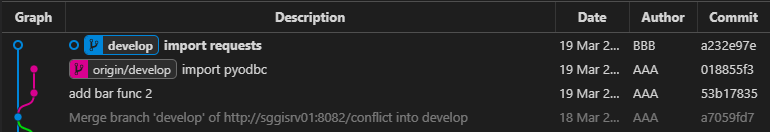 Graph Description Date Author Commit
develop import requests 19 Mar 2... BBB a232e97e
origin/develop import pyodbc 19 Mar 2... AAA 018855f3
add bar func 2 19 Mar 2... AAA 53b17835
Merge branch 'develop' of http://sggisrv01:8082/conflict into develop 18 Mar 2... AAA a7059fd7